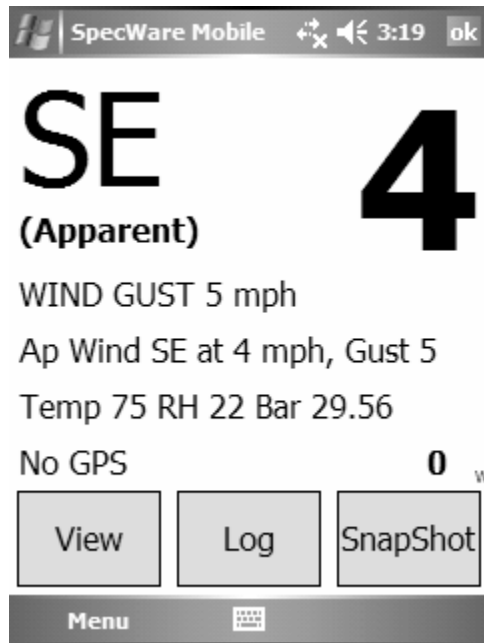 SpecWare Mobile 3:19 ok
SE 4
(Apparent)
WIND GUST 5 mph
Ap Wind SE at 4 mph, Gust 5
Temp 75 RH 22 Bar 29.56
No GPS 0 w
View Log SnapShot
Menu